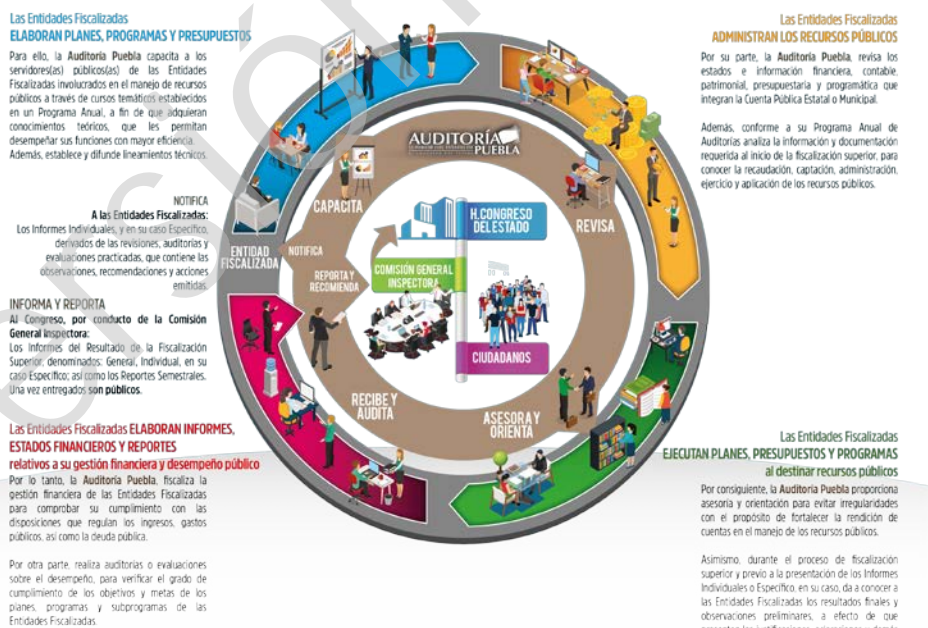 Las Entidades Fiscalizadas
ELABORAN PLANES, PROGRAMAS Y PRESUPUESTOS
Para ello, la Auditoría Puebla capacita a los
servidores(as) públicos(as) de las Entidades
Fiscalizadas involucrados en el manejo de recursos
públicos a través de cursos temáticos establecidos
en un Programa Anual, a fin de que adquieran
conocimientos teóricos, que les permitan
desempeñar sus funciones con mayor eficiencia.
Además, establece y difunde lineamientos técnicos.
NOTIFICA
A las Entidades Fiscalizadas:
Los Informes Individuales, y en su caso Específico,
derivados de las revisiones, auditorías y
evaluaciones practicadas, que contiene las
observaciones, recomendaciones y acciones
emitidas.
INFORMA Y REPORTA
Al Congreso, por conducto de la Comisión
General Inspectora:
Los Informes del Resultado de la Fiscalización
Superior, denominados: General, Individual, en su
caso Específico; así como los Reportes Semestrales.
Una vez entregados son públicos.
Las Entidades Fiscalizadas ELABORAN INFORMES,
ESTADOS FINANCIEROS Y REPORTES
relativos a su gestión financiera y desempeño público
Por lo tanto, la Auditoría Puebla, fiscaliza la
gestión financiera de las Entidades Fiscalizadas
para comprobar su cumplimiento con las
disposiciones que regulan los ingresos, gastos
públicos, así como la deuda pública.
Por otra parte, realiza auditorías o evaluaciones
sobre el desempeño, para verificar el grado de
cumplimiento de los objetivos y metas de los
planes, programas y subprogramas de las
Entidades Fiscalizadas.
AUDITORÍA
PUEBLA
CAPACITA
REVISA
H. CONGRESO
DEL ESTADO
ENTIDAD
FISCALIZADA
NOTIFICA
REPORTA Y
RECOMIENDA
COMISIÓN GENERAL
INSPECTORA
CIUDADANOS
RECIBE Y
AUDITA
ASESORA Y
ORIENTA
Las Entidades Fiscalizadas
ADMINISTRAN LOS RECURSOS PÚBLICOS
Por su parte, la Auditoría Puebla, revisa los
estados e información financiera, contable,
patrimonial, presupuestaria y programática que
integran la Cuenta Pública Estatal o Municipal.
Además, conforme a su Programa Anual de
Auditorías analiza la información y documentación
requerida al inicio de la fiscalización superior, para
conocer la recaudación, captación, administración,
ejercicio y aplicación de los recursos públicos.
Las Entidades Fiscalizadas
EJECUTAN PLANES, PRESUPUESTOS Y PROGRAMAS
al destinar recursos públicos
Por consiguiente, la Auditoría Puebla proporciona
asesoría y orientación para evitar irregularidades
con el propósito de fortalecer la rendición de
cuentas en el manejo de los recursos públicos.
Asimismo, durante el proceso de fiscalización
superior y previo a la presentación de los Informes
Individuales o Específico, en su caso, da a conocer a
las Entidades Fiscalizadas los resultados finales y
observaciones preliminares, a efecto de que